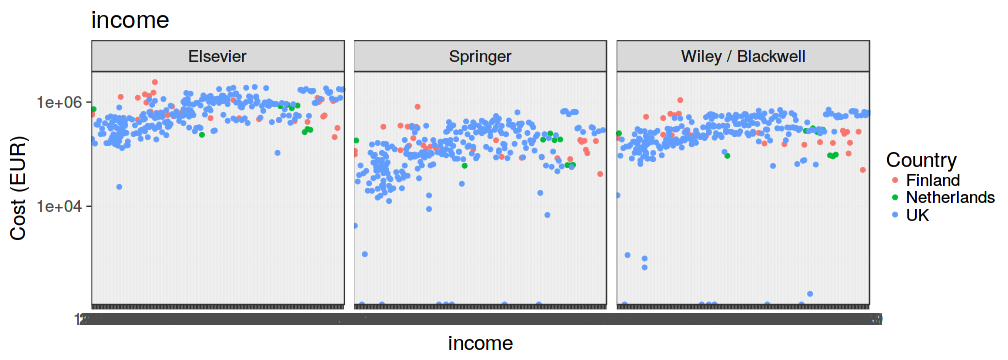 income
Elsevier
Springer
Wiley / Blackwell
1e+06
1e+04
Cost (EUR)
income
Country
Finland
Netherlands
UK